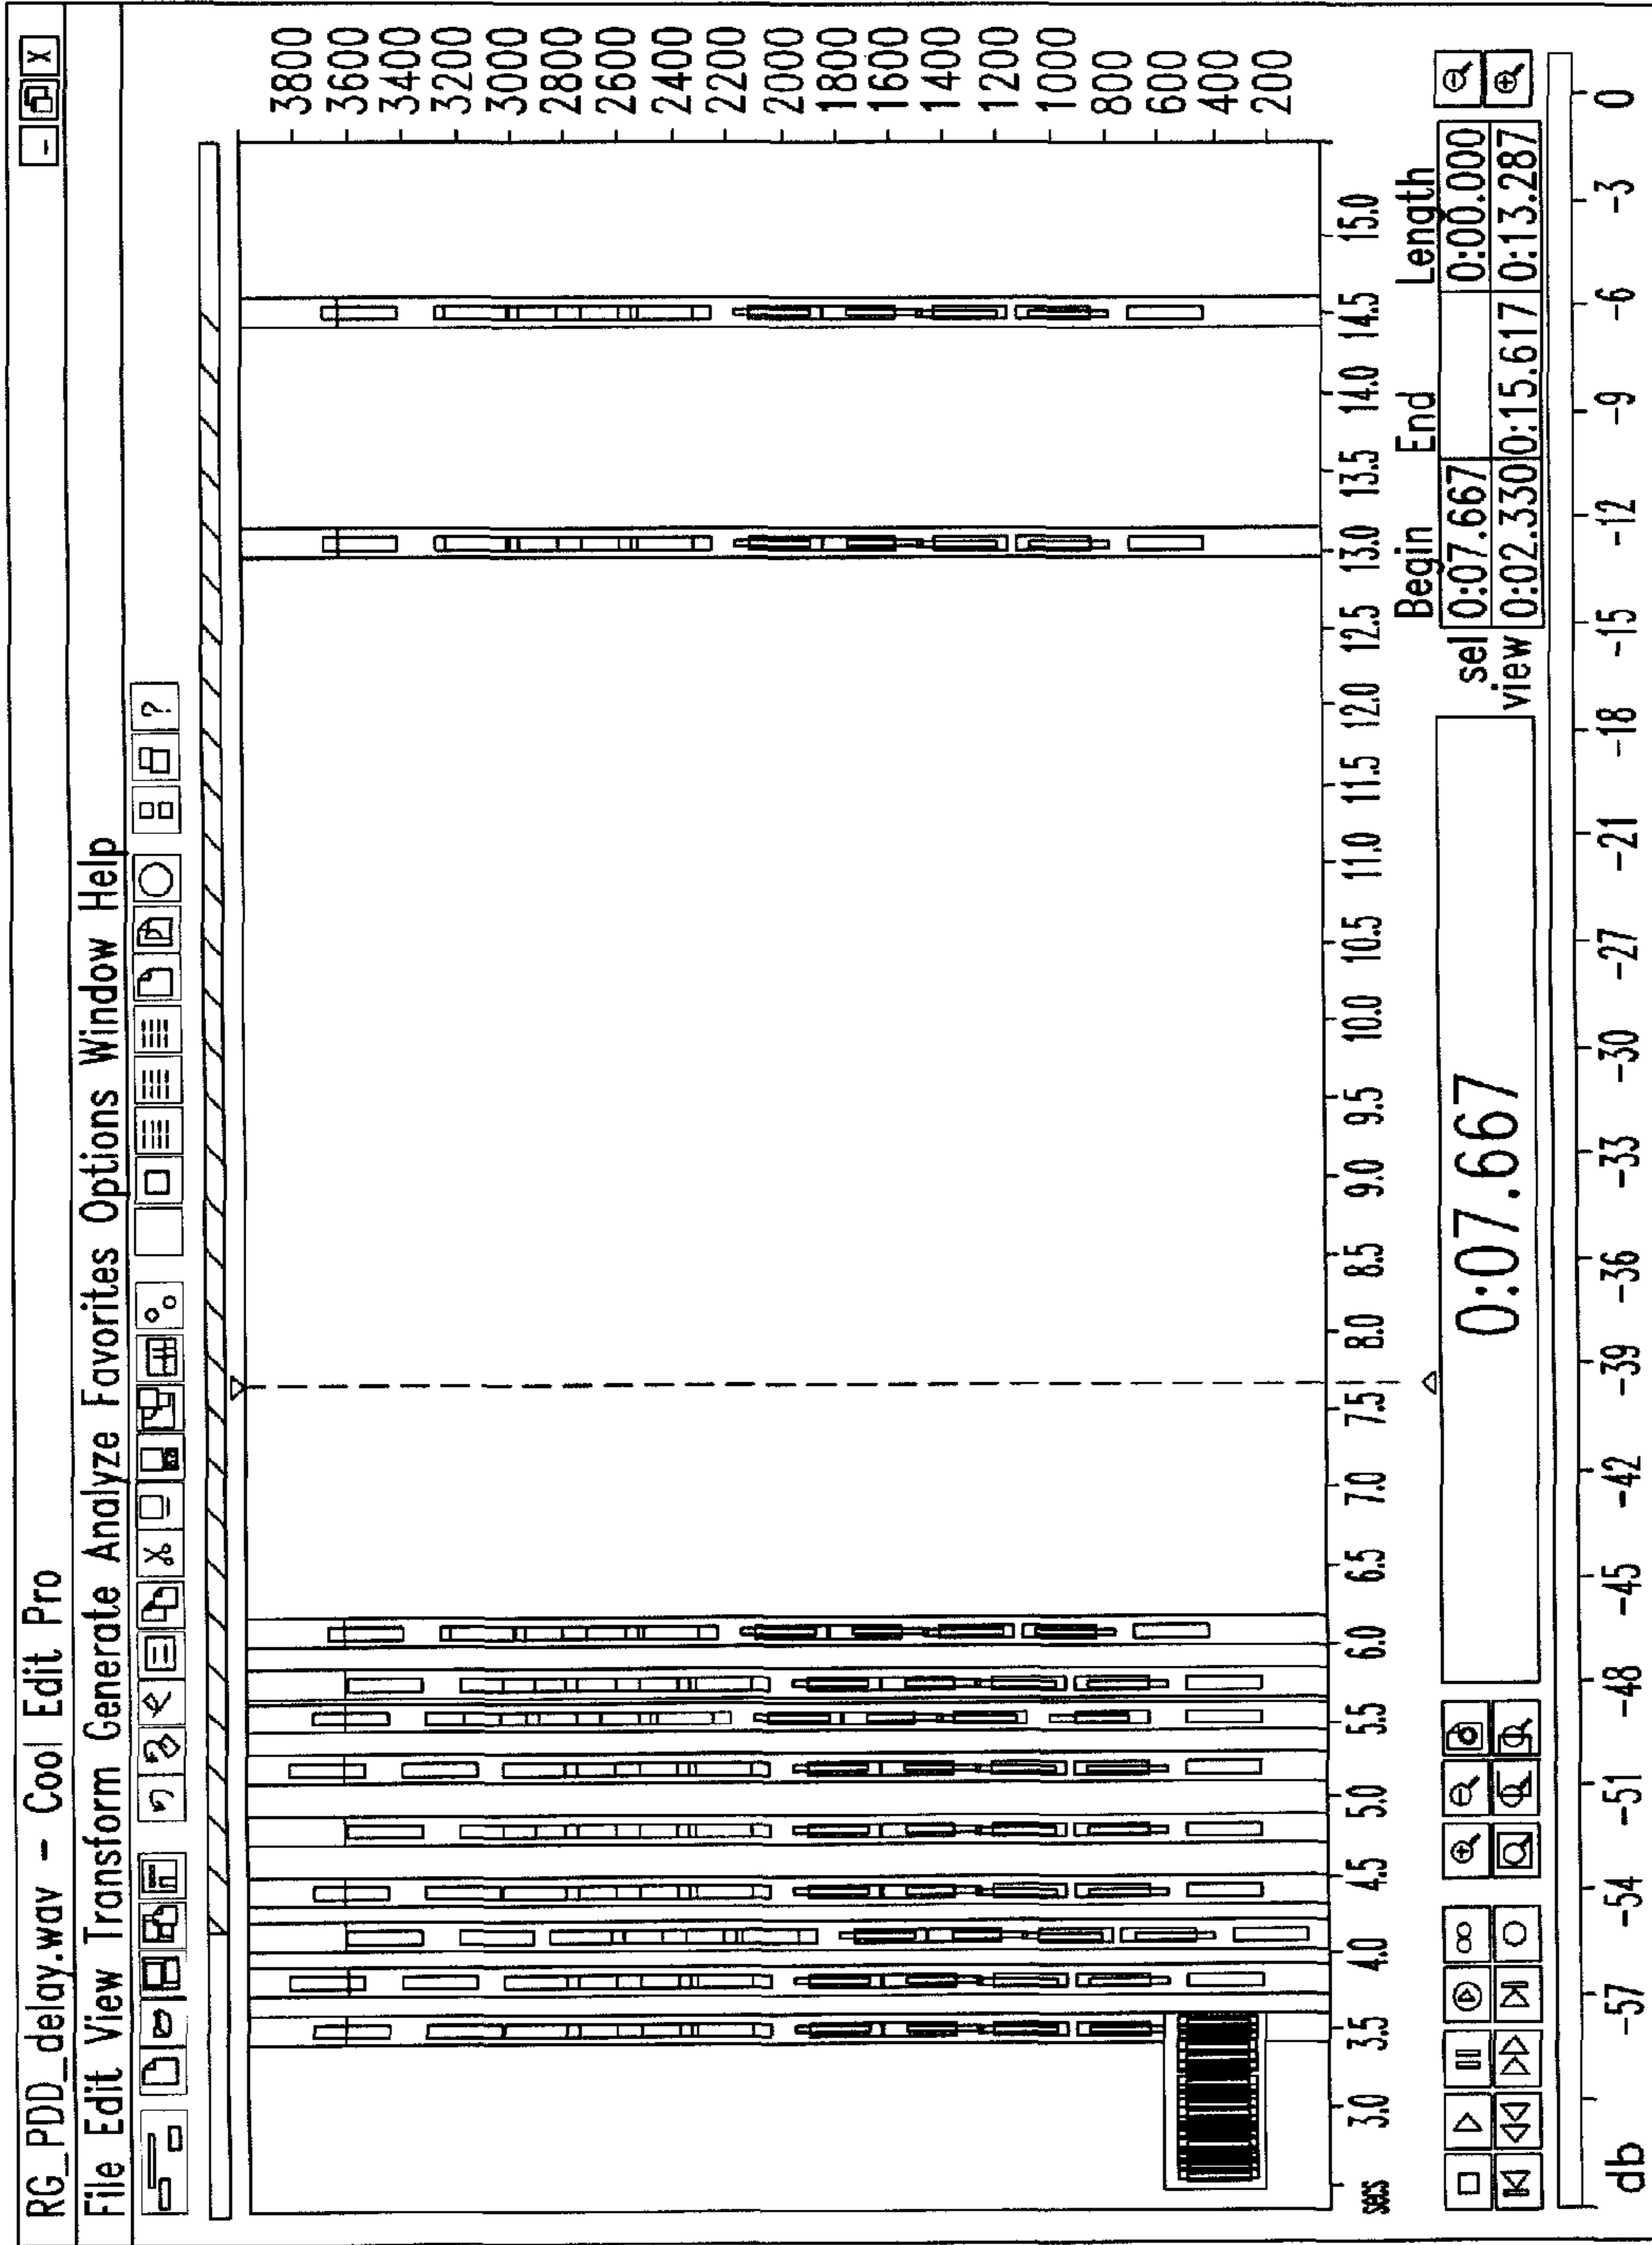 RG_PDD_delay.wav - Cool Edit Pro
- X
File Edit View Transform Generate Analyze Favorites Options Window Help
?
3800
3600
3400
3200
3000
2800
2600
2400
2200
2000
1800
1600
1400
1200
1000
800
600
400
200
secs 3.0 3.5 4.0 4.5 5.0 5.5 6.0 6.5 7.0 7.5 8.0 8.5 9.0 9.5 10.0 10.5 11.0 11.5 12.0 12.5 13.0 13.5 14.0 14.5 15.0
Begin End Length
0:07.667
sel 0:07.667 0:00.000
view 0:02.330 0:15.617 0:13.287
db -57 -54 -51 -48 -45 -42 -39 -36 -33 -30 -27 -21 -18 -15 -12 -9 -6 -3 0